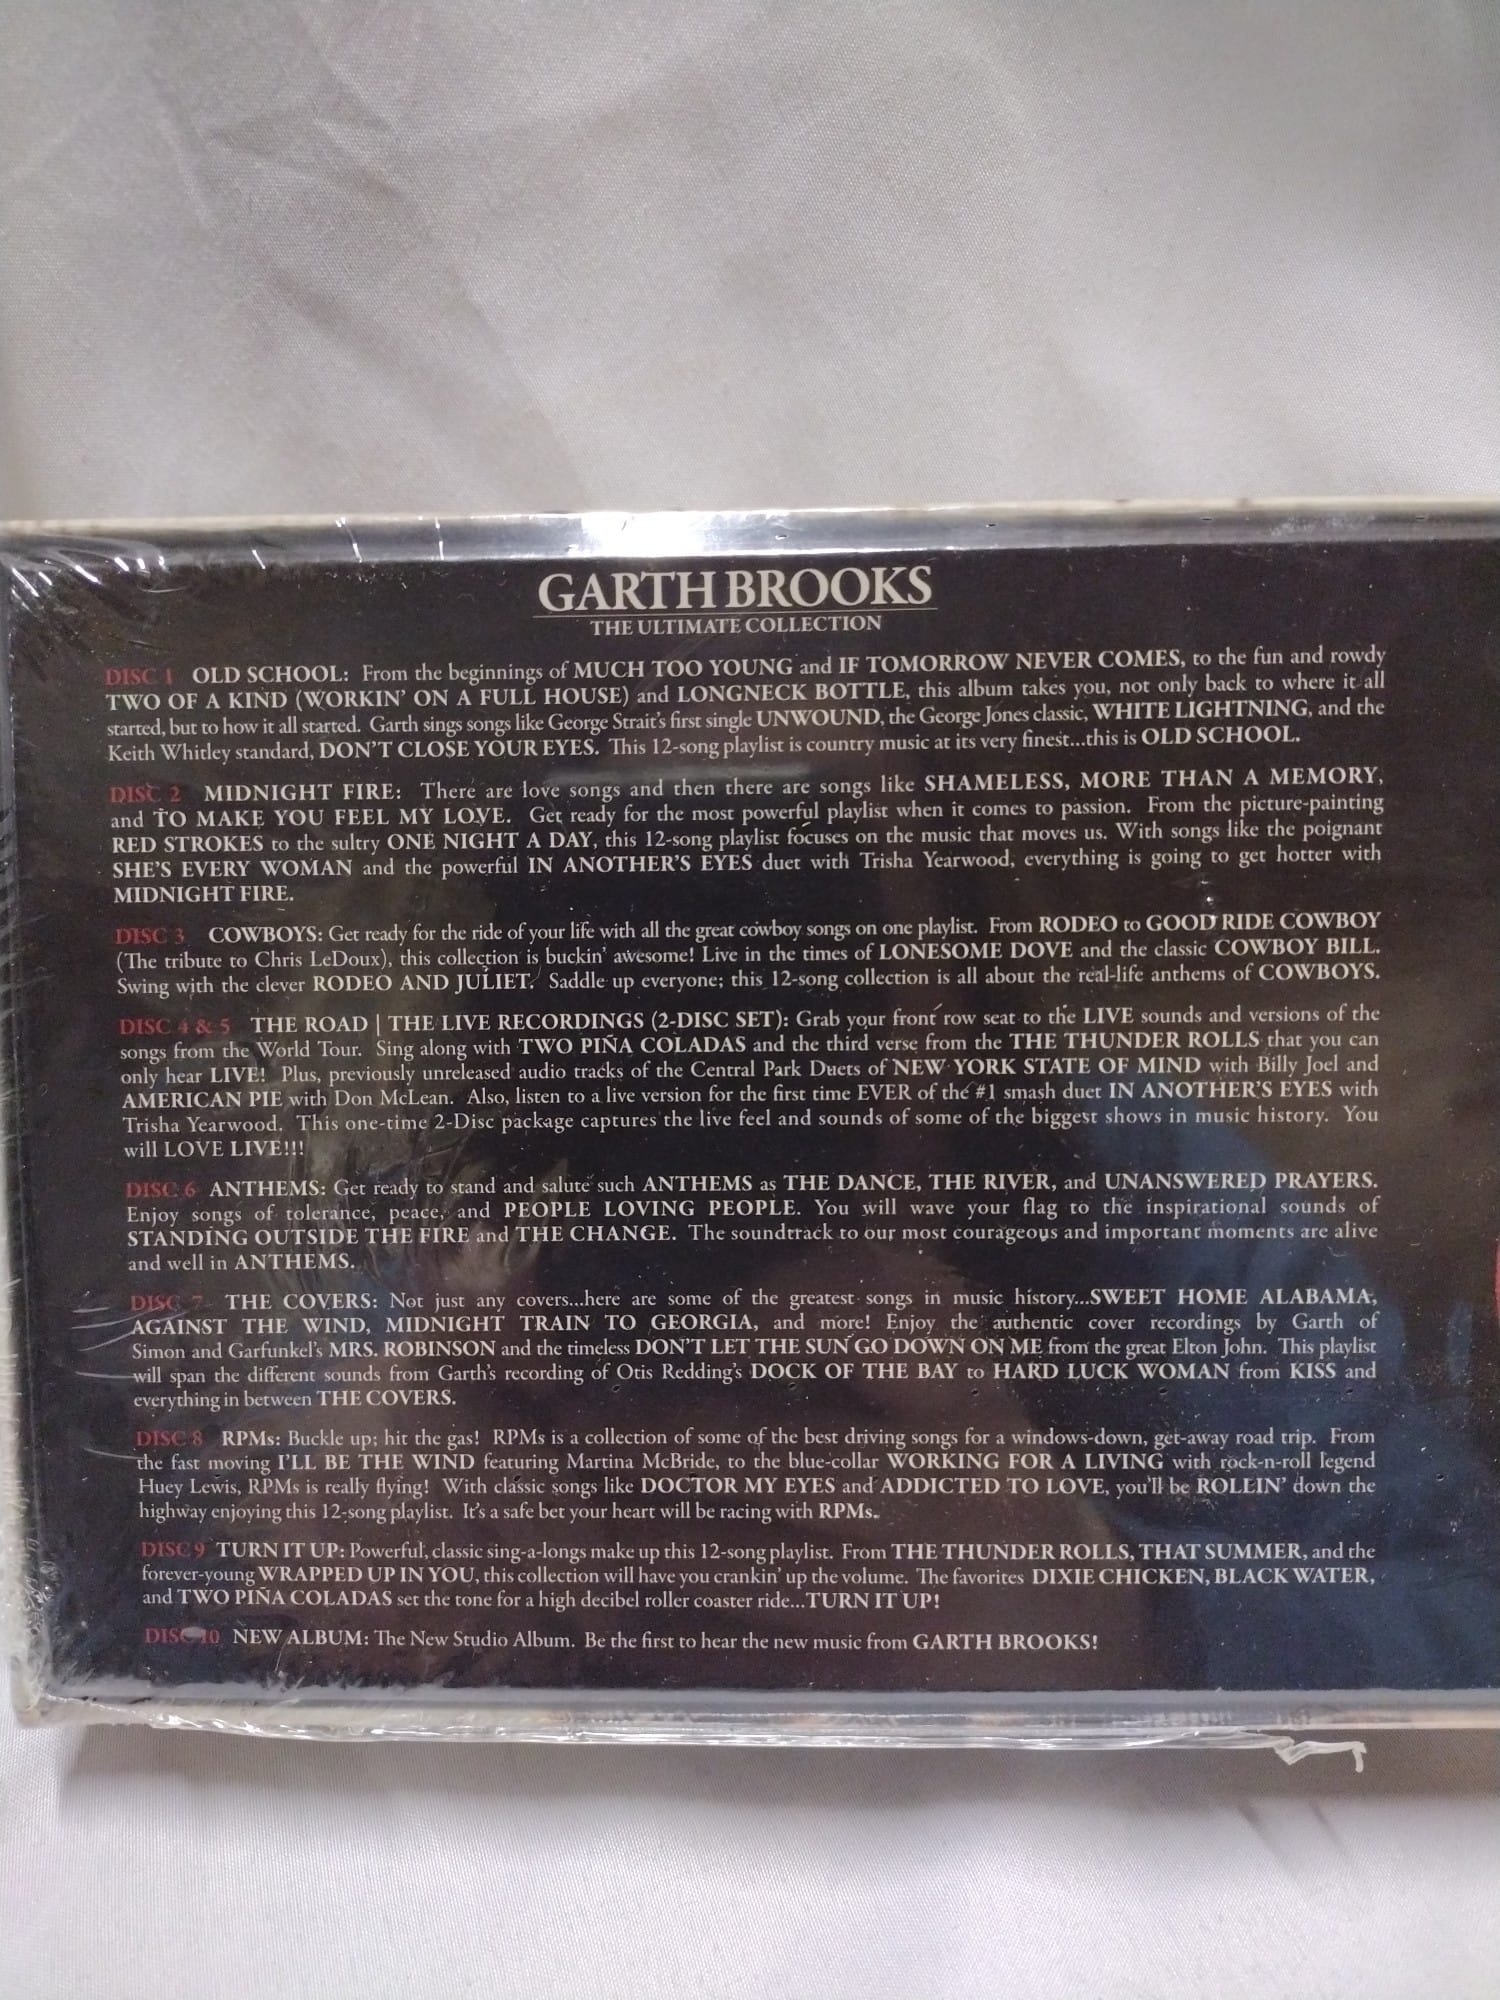 GARTH BROOKS
THE ULTIMATE COLLECTION
DISC 1 OLD SCHOOL: From the beginnings of MUCH TOO YOUNG and IF TOMORROW NEVER COMES, to the fun and rowdy
TWO OF A KIND (WORKIN' ON A FULL HOUSE) and LONGNECK BOTTLE, this album takes you, not only back to where it all
started, but to how it all started. Garth sings songs like George Strait's first single UNWOUND, the George Jones classic, WHITE LIGHTNING, and the
Keith Whitley standard, DON'T CLOSE YOUR EYES. This 12-song playlist is country music at its very finest...this is OLD SCHOOL.
DISC 2 MIDNIGHT FIRE: There are love songs and then there are songs like SHAMELESS, MORE THAN A MEMORY,
and TO MAKE YOU FEEL MY LOVE. Get ready for the most powerful playlist when it comes to passion. From the picture-painting
RED STROKES to the sultry ONE NIGHT A DAY, this 12-song playlist focuses on the music that moves us. With songs like the poignant
SHE'S EVERY WOMAN and the powerful IN ANOTHER'S EYES duet with Trisha Yearwood, everything is going to get hotter with
MIDNIGHT FIRE.
DISC 3 COWBOYS: Get ready for the ride of your life with all the great cowboy songs on one playlist. From RODEO to GOOD RIDE COWBOY
(The tribute to Chris LeDoux), this collection is buckin' awesome! Live in the times of LONESOME DOVE and the classic COWBOY BILL.
Swing with the clever RODEO AND JULIET. Saddle up everyone; this 12-song collection is all about the real-life anthems of COWBOYS.
DISC 4 & 5 THE ROAD | THE LIVE RECORDINGS (2-DISC SET): Grab your front row seat to the LIVE sounds and versions of the
songs from the World Tour. Sing along with TWO PIÑA COLADAS and the third verse from the THE THUNDER ROLLS that you can
only hear LIVE! Plus, previously unreleased audio tracks of the Central Park Duets of NEW YORK STATE OF MIND with Billy Joel and
AMERICAN PIE with Don McLean. Also, listen to a live version for the first time EVER of the #1 smash duet IN ANOTHER'S EYES with
Trisha Yearwood. This one-time 2-Disc package captures the live feel and sounds of some of the biggest shows in music history. You
will LOVE LIVE!!!
DISC 6 ANTHEMS: Get ready to stand and salute such ANTHEMS as THE DANCE, THE RIVER, and UNANSWERED PRAYERS.
Enjoy songs of tolerance, peace, and PEOPLE LOVING PEOPLE. You will wave your flag to the inspirational sounds of
STANDING OUTSIDE THE FIRE and THE CHANGE. The soundtrack to our most courageous and important moments are alive
and well in ANTHEMS.
DISC 7 THE COVERS: Not just any covers...here are some of the greatest songs in music history...SWEET HOME ALABAMA,
AGAINST THE WIND, MIDNIGHT TRAIN TO GEORGIA, and more! Enjoy the authentic cover recordings by Garth of
Simon and Garfunkel's MRS. ROBINSON and the timeless DON'T LET THE SUN GO DOWN ON ME from the great Elton John. This playlist
will span the different sounds from Garth's recording of Otis Redding's DOCK OF THE BAY to HARD LUCK WOMAN from KISS and
everything in between THE COVERS.
DISC 8 RPMs: Buckle up; hit the gas! RPMs is a collection of some of the best driving songs for a windows-down, get-away road trip. From
the fast moving I'LL BE THE WIND featuring Martina McBride, to the blue-collar WORKING FOR A LIVING with rock-n-roll legend
Huey Lewis, RPMs is really flying! With classic songs like DOCTOR MY EYES and ADDICTED TO LOVE, you'll be ROLLIN' down the
highway enjoying this 12-song playlist. It's a safe bet your heart will be racing with RPMs.
DISC 9 TURN IT UP: Powerful, classic sing-a-longs make up this 12-song playlist. From THE THUNDER ROLLS, THAT SUMMER, and the
forever-young WRAPPED UP IN YOU, this collection will have you crankin' up the volume. The favorites DIXIE CHICKEN, BLACK WATER,
and TWO PIÑA COLADAS set the tone for a high decibel roller coaster ride...TURN IT UP!
DISC 10 NEW ALBUM: The New Studio Album. Be the first to hear the new music from GARTH BROOKS!